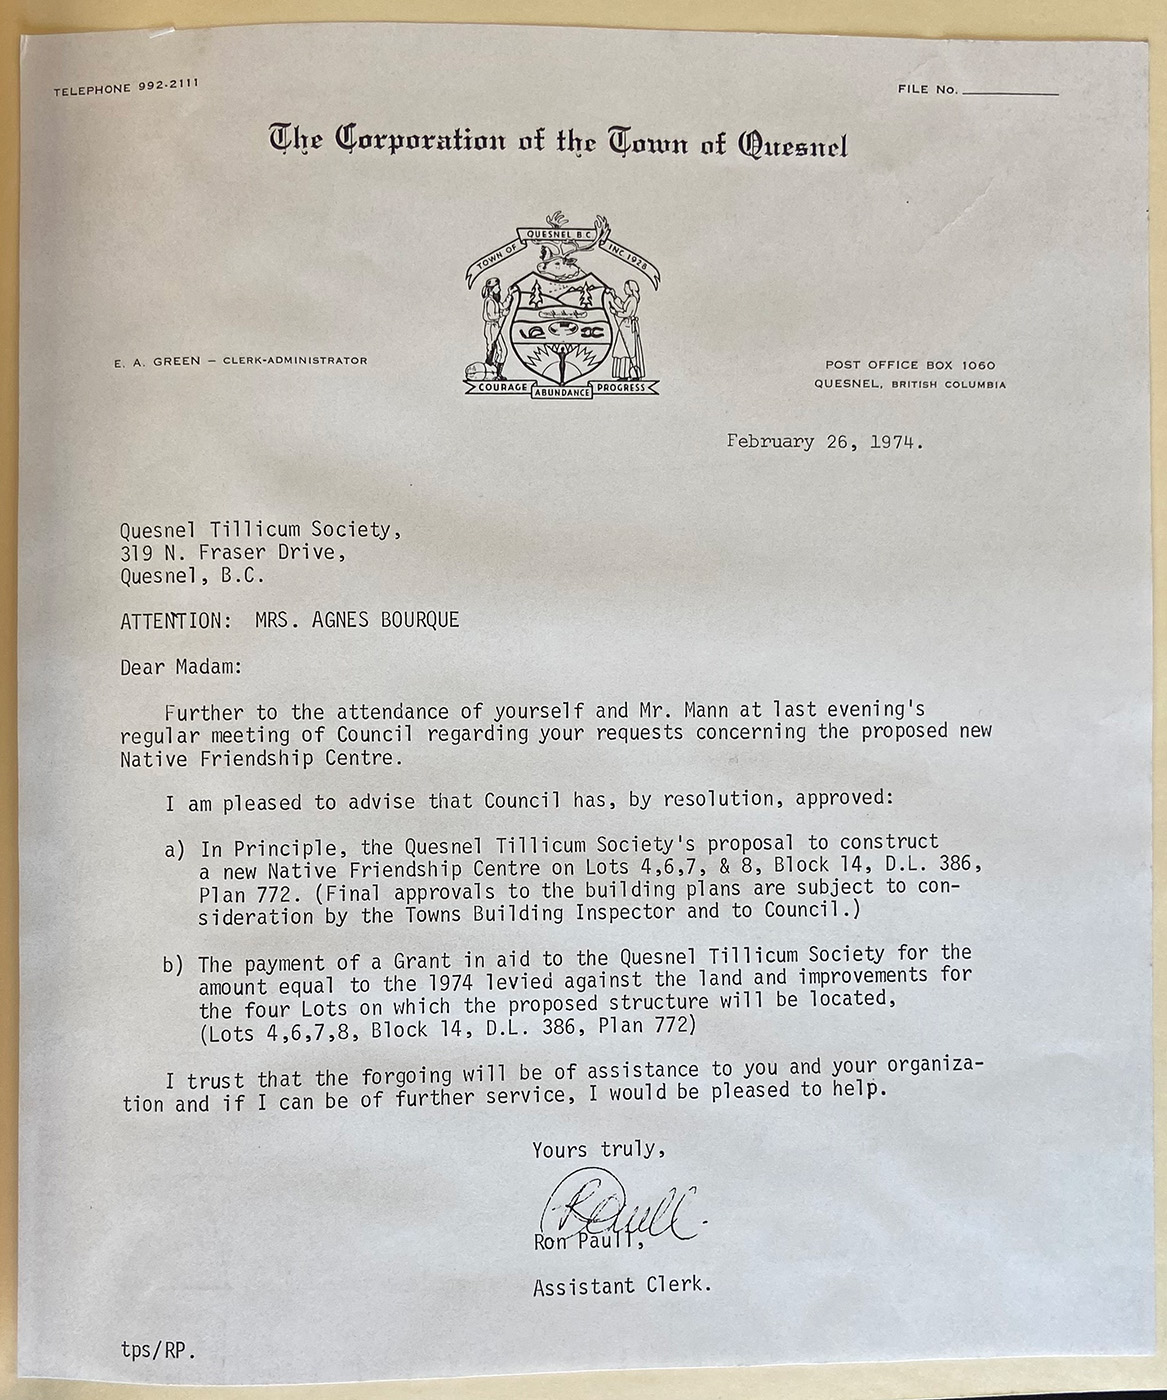 TELEPHONE 992-2111
FILE No.
The Corporation of the Town of Quesnel
TOWN OF QUESNEL B.C. INC 1928
COURAGE ABUNDANCE PROGRESS
E. A. GREEN — CLERK-ADMINISTRATOR
POST OFFICE BOX 1060
QUESNEL, BRITISH COLUMBIA
February 26, 1974.
Quesnel Tillicum Society,
319 N. Fraser Drive,
Quesnel, B.C.
ATTENTION: MRS. AGNES BOURQUE
Dear Madam:
Further to the attendance of yourself and Mr. Mann at last evening's
regular meeting of Council regarding your requests concerning the proposed new
Native Friendship Centre.
I am pleased to advise that Council has, by resolution, approved:
a) In Principle, the Quesnel Tillicum Society's proposal to construct
a new Native Friendship Centre on Lots 4,6,7, & 8, Block 14, D.L. 386,
Plan 772. (Final approvals to the building plans are subject to con-
sideration by the Towns Building Inspector and to Council.)
b) The payment of a Grant in aid to the Quesnel Tillicum Society for the
amount equal to the 1974 levied against the land and improvements for
the four Lots on which the proposed structure will be located,
(Lots 4,6,7,8, Block 14, D.L. 386, Plan 772)
I trust that the forgoing will be of assistance to you and your organiza-
tion and if I can be of further service, I would be pleased to help.
Yours truly,
R Paull.
Ron Paull,
Assistant Clerk.
tps/RP.